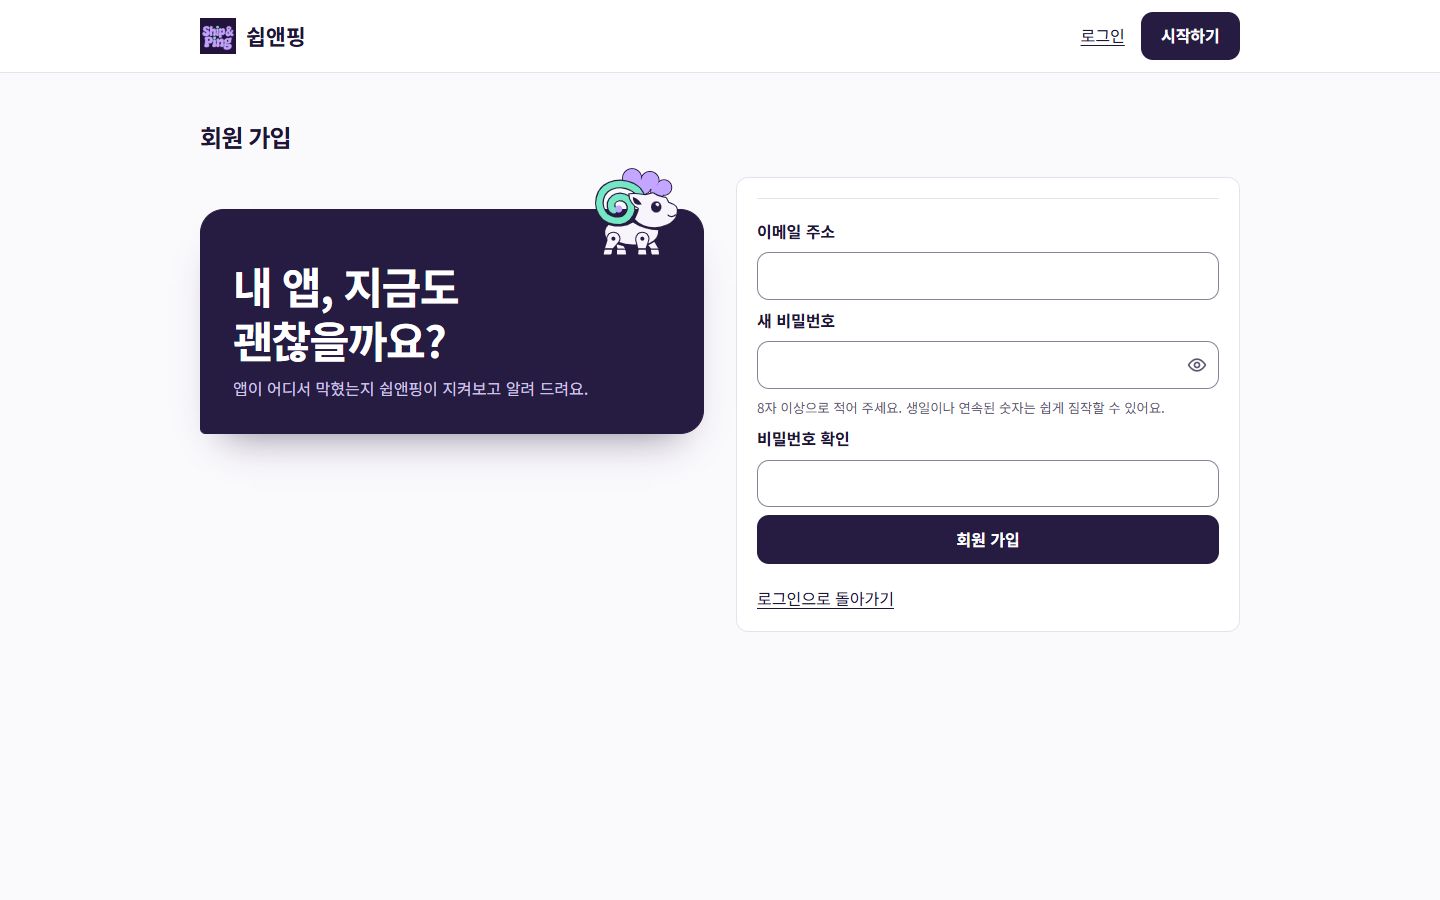 Ship&
Ping
쉽앤핑
로그인
시작하기
회원 가입
내 앱, 지금도
괜찮을까요?
앱이 어디서 막혔는지 쉽앤핑이 지켜보고 알려 드려요.
이메일 주소
새 비밀번호
8자 이상으로 적어 주세요. 생일이나 연속된 숫자는 쉽게 짐작할 수 있어요.
비밀번호 확인
회원 가입
로그인으로 돌아가기